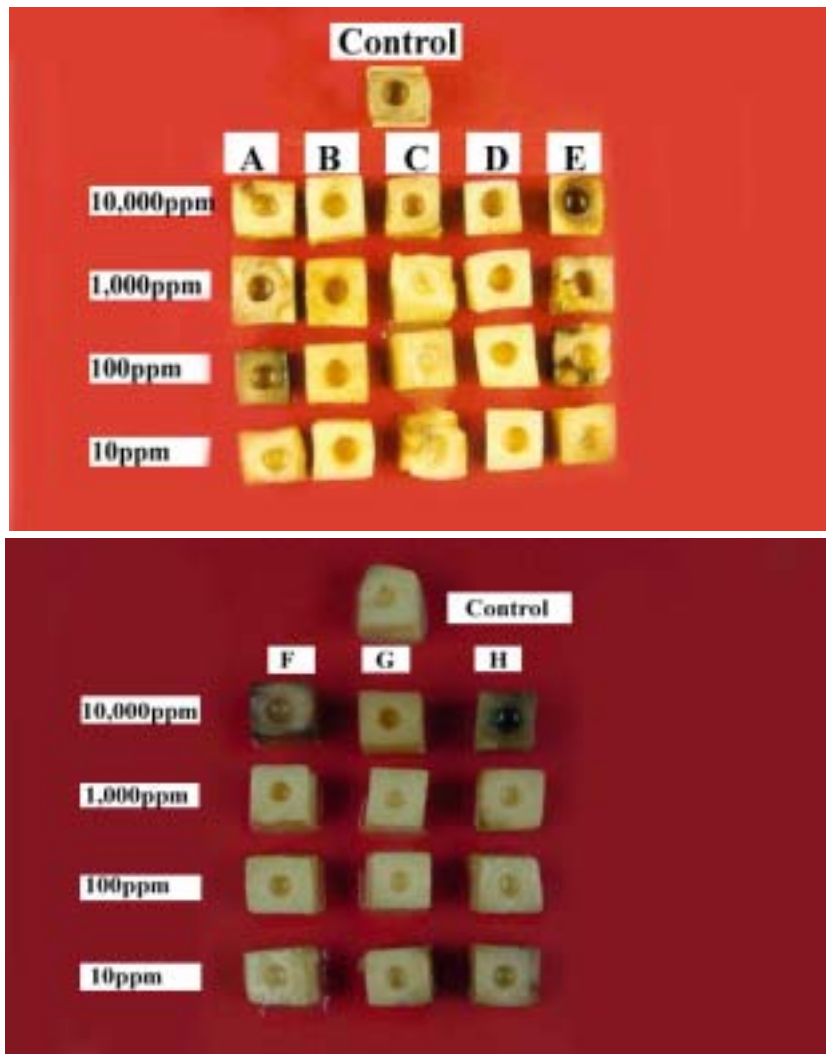 Control
A B C D E
10,000ppm
1,000ppm
100ppm
10ppm
Control
F G H
10,000ppm
1,000ppm
100ppm
10ppm